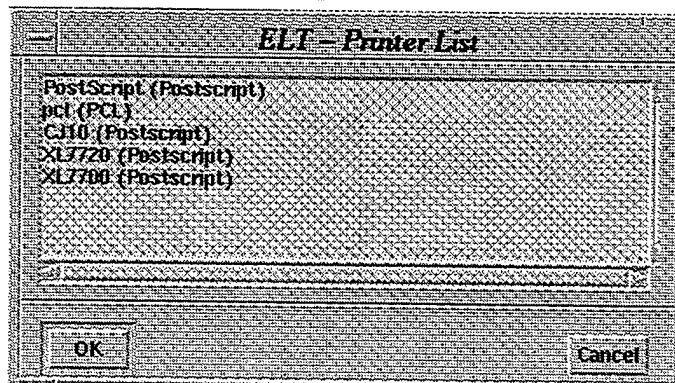 ELT – Printer List
PostScript (Postscript)
pcl (PCL)
CJ10 (Postscript)
XL7720 (Postscript)
XL7700 (Postscript)
OK
Cancel